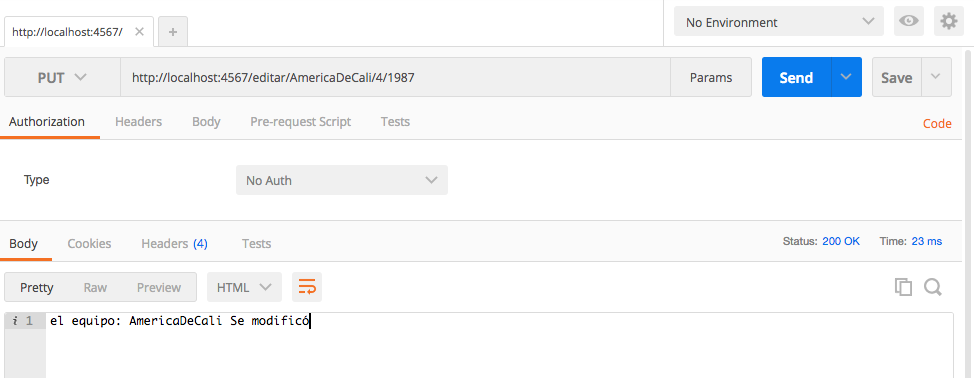 http://localhost:4567/
No Environment
PUT http://localhost:4567/editar/AmericaDeCali/4/1987 Params Send Save
Authorization Headers Body Pre-request Script Tests Code
Type No Auth
Body Cookies Headers (4) Tests Status: 200 OK Time: 23 ms
Pretty Raw Preview HTML
i 1 el equipo: AmericaDeCali Se modificó